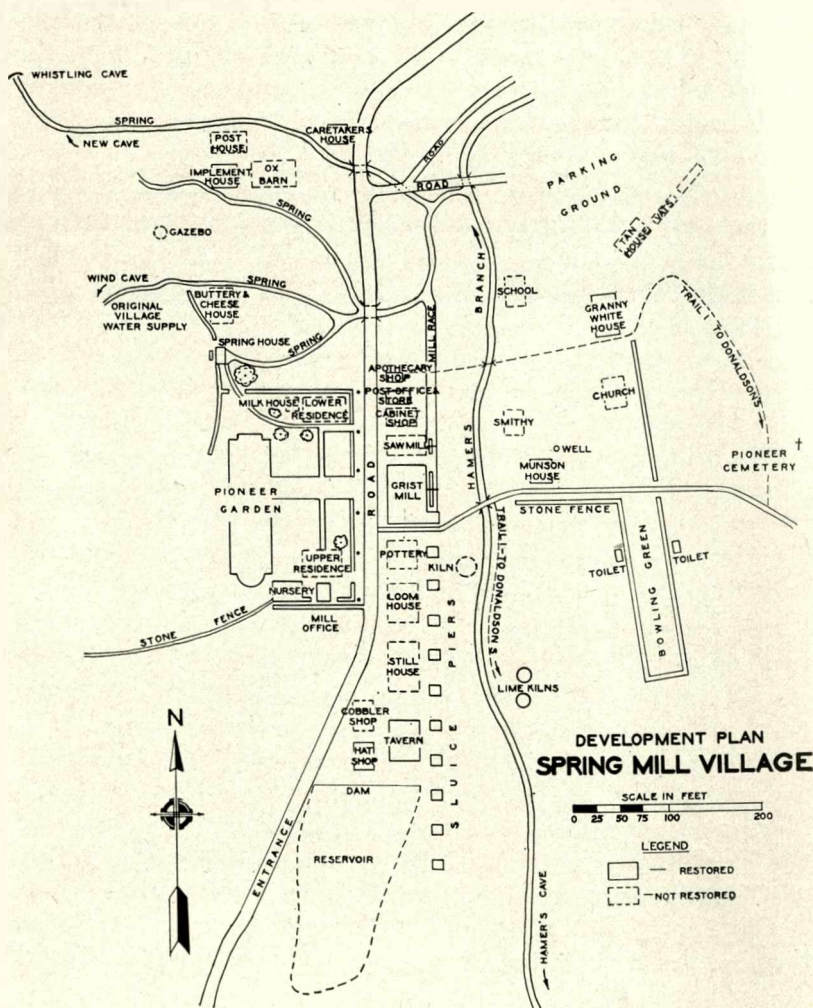 WHISTLING CAVE
SPRING
NEW CAVE
POST
HOUSE
CARETAKERS
HOUSE
IMPLEMENT
HOUSE
OX
BARN
ROAD
ROAD
PARKING
GROUND
TAN
HOUSE
VATS
SPRING
GAZEBO
WIND CAVE
SPRING
ORIGINAL
VILLAGE
WATER SUPPLY
BUTTERY &
CHEESE
HOUSE
SPRING HOUSE
SPRING
MILL RACE
HAMERS BRANCH
SCHOOL
GRANNY
WHITE
HOUSE
TRAIL 1 TO DONALDSON'S
APOTHECARY
SHOP
POST OFFICE &
STORE
CABINET
SHOP
MILK HOUSE
LOWER
RESIDENCE
SAWMILL
SMITHY
CHURCH
WELL
MUNSON
HOUSE
PIONEER
CEMETERY
GRIST
MILL
PIONEER
GARDEN
ROAD
STONE FENCE
UPPER
RESIDENCE
POTTERY
KILN
TOILET
TOILET
BOWLING GREEN
NURSERY
MILL
OFFICE
STONE FENCE
LOOM
HOUSE
TRAIL 1-TO DONALDSON'S
STILL
HOUSE
LIME KILNS
SLUICE PIERS
COBBLER
SHOP
HAT
SHOP
TAVERN
DAM
RESERVOIR
ENTRANCE
HAMER'S CAVE
N
DEVELOPMENT PLAN
SPRING MILL VILLAGE
SCALE IN FEET
0 25 50 75 100 200
LEGEND
— RESTORED
— NOT RESTORED